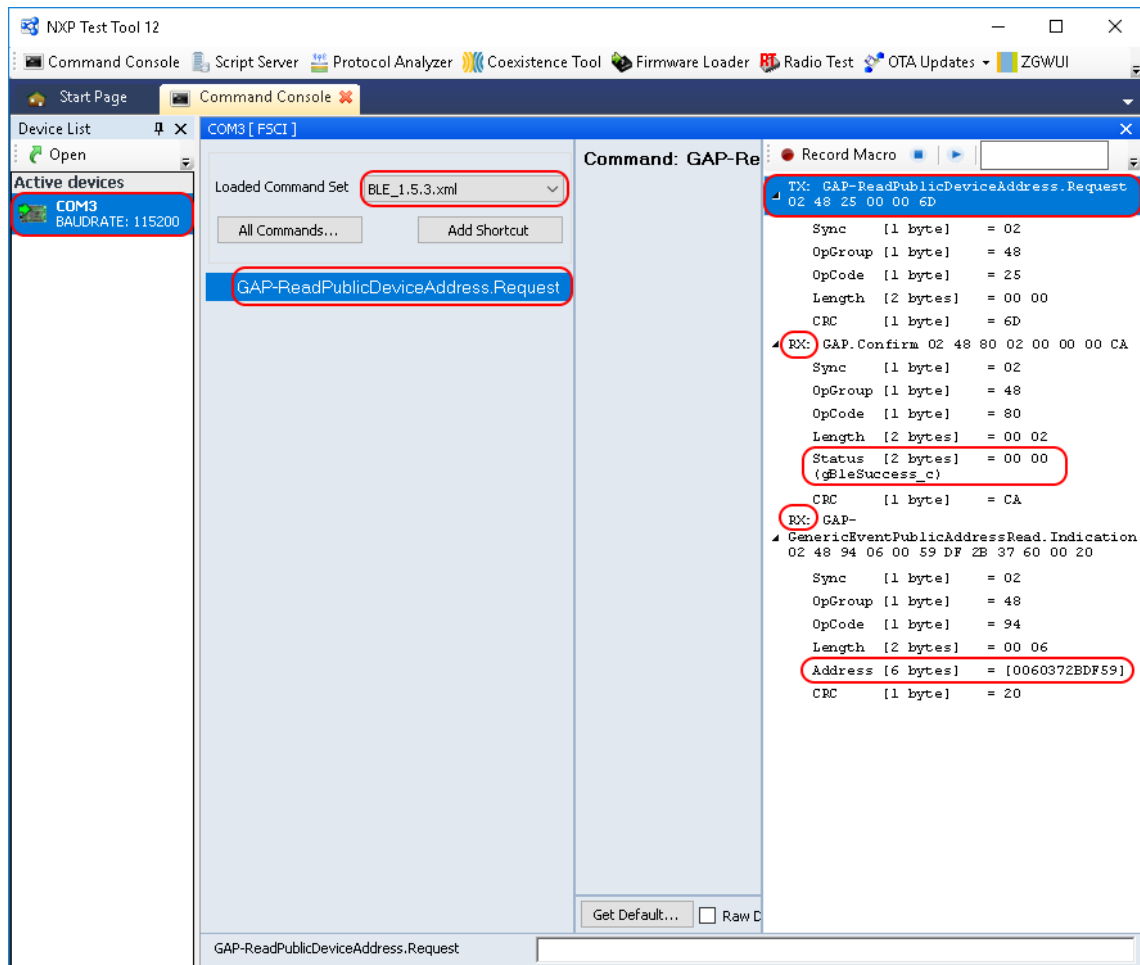 NXP Test Tool 12
Command Console Script Server Protocol Analyzer Coexistence Tool Firmware Loader Radio Test OTA Updates ZGWUI
Start Page Command Console
Device List
Open
Active devices
COM3
BAUDRATE: 115200
COM3 [ FSCI ]
Loaded Command Set BLE_1.5.3.xml
All Commands... Add Shortcut
GAP-ReadPublicDeviceAddress.Request
Command: GAP-Re
Get Default... Raw D
Record Macro
TX: GAP-ReadPublicDeviceAddress.Request
02 48 25 00 00 6D
Sync [1 byte] = 02
OpGroup [1 byte] = 48
OpCode [1 byte] = 25
Length [2 bytes] = 00 00
CRC [1 byte] = 6D
RX: GAP.Confirm 02 48 80 02 00 00 00 CA
Sync [1 byte] = 02
OpGroup [1 byte] = 48
OpCode [1 byte] = 80
Length [2 bytes] = 00 02
Status [2 bytes] = 00 00
(gBleSuccess_c)
CRC [1 byte] = CA
RX: GAP-
GenericEventPublicAddressRead.Indication
02 48 94 06 00 59 DF 2B 37 60 00 20
Sync [1 byte] = 02
OpGroup [1 byte] = 48
OpCode [1 byte] = 94
Length [2 bytes] = 00 06
Address [6 bytes] = [0060372BDF59]
CRC [1 byte] = 20
GAP-ReadPublicDeviceAddress.Request